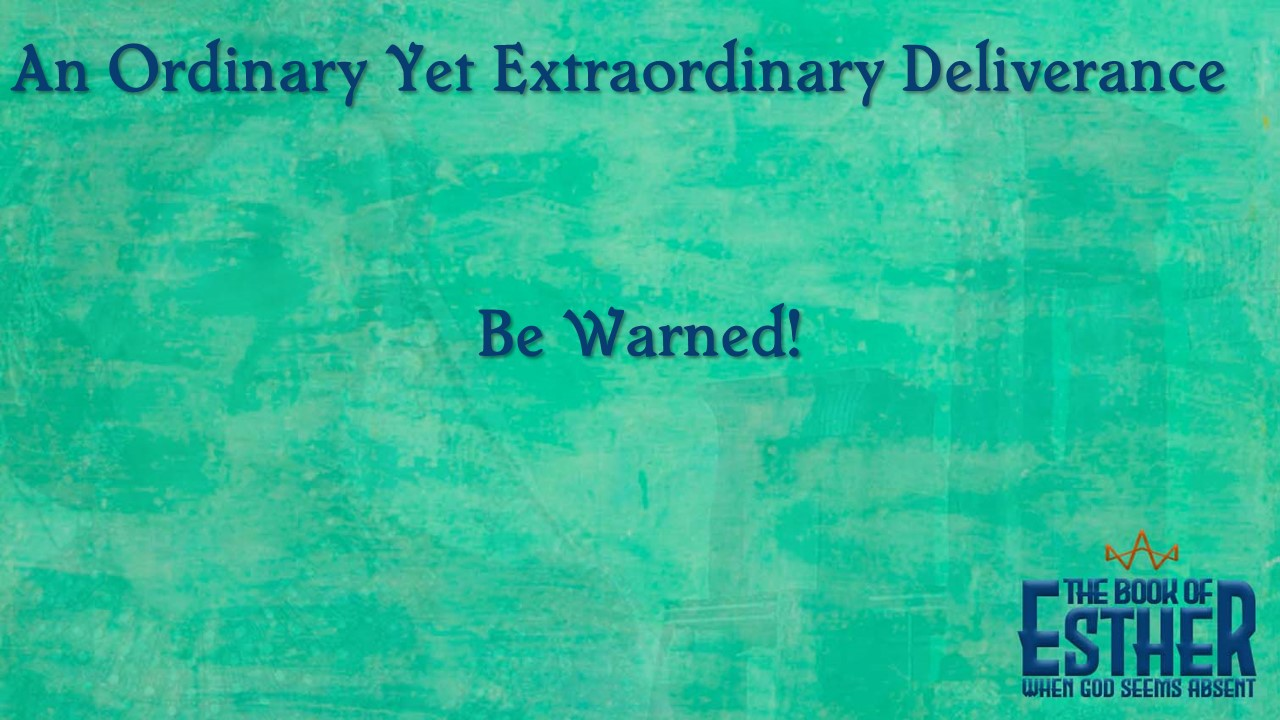 An Ordinary Yet Extraordinary Deliverance
Be Warned!
THE BOOK OF
ESTHER
WHEN GOD SEEMS ABSENT